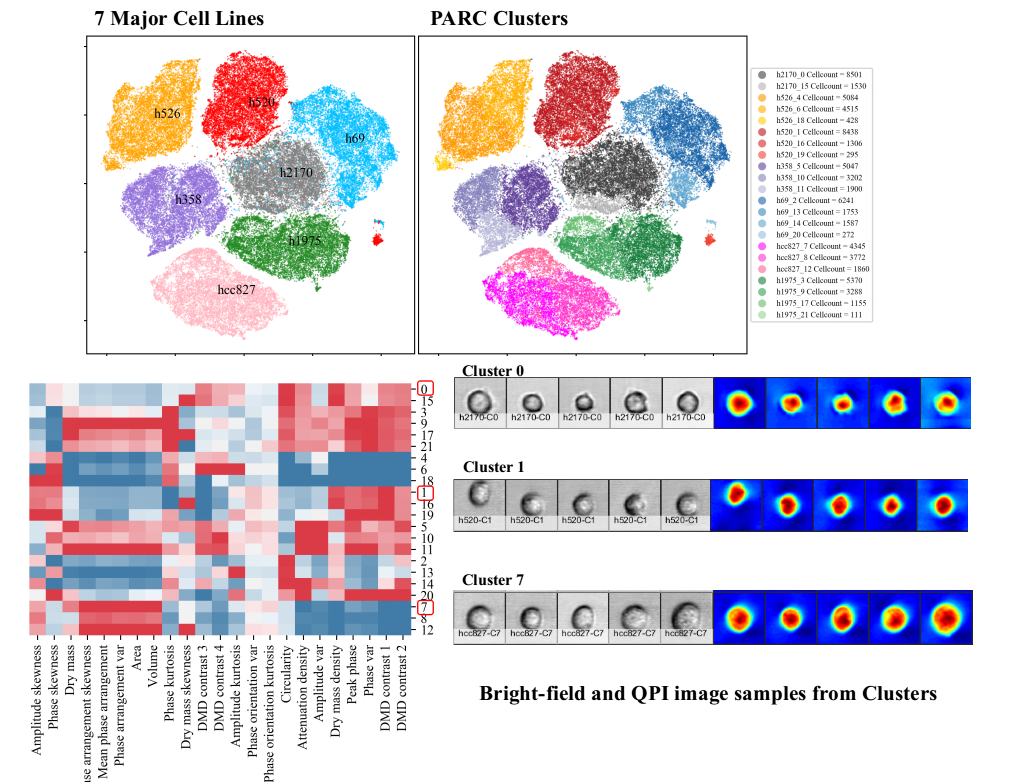 7 Major Cell Lines
PARC Clusters
h526
h520
h69
h2170
h358
h1975
hcc827
h2170_0 Cellcount = 8501
h2170_15 Cellcount = 1530
h526_4 Cellcount = 5084
h526_6 Cellcount = 4515
h526_18 Cellcount = 428
h520_1 Cellcount = 8438
h520_16 Cellcount = 1306
h520_19 Cellcount = 295
h358_5 Cellcount = 5047
h358_10 Cellcount = 3202
h358_11 Cellcount = 1900
h69_2 Cellcount = 6241
h69_13 Cellcount = 1753
h69_14 Cellcount = 1587
h69_20 Cellcount = 272
hcc827_7 Cellcount = 4345
hcc827_8 Cellcount = 3772
hcc827_12 Cellcount = 1860
h1975_3 Cellcount = 5370
h1975_9 Cellcount = 3288
h1975_17 Cellcount = 1155
h1975_21 Cellcount = 111
0
15
3
9
17
21
4
6
18
1
16
19
5
10
11
2
13
14
20
7
8
12
Amplitude skewness
Phase skewness
Dry mass
ase arrangement skewness
Mean phase arrangement
Phase arrangement var
Area
Volume
Phase kurtosis
Dry mass skewness
DMD contrast 3
DMD contrast 4
Amplitude kurtosis
Phase orientation var
Phase orientation kurtosis
Circularity
Attenuation density
Amplitude var
Dry mass density
Peak phase
Phase var
DMD contrast 1
DMD contrast 2
Cluster 0
h2170-C0 h2170-C0 h2170-C0 h2170-C0 h2170-C0
Cluster 1
h520-C1 h520-C1 h520-C1 h520-C1 h520-C1
Cluster 7
hcc827-C7 hcc827-C7 hcc827-C7 hcc827-C7 hcc827-C7
Bright-field and QPI image samples from Clusters